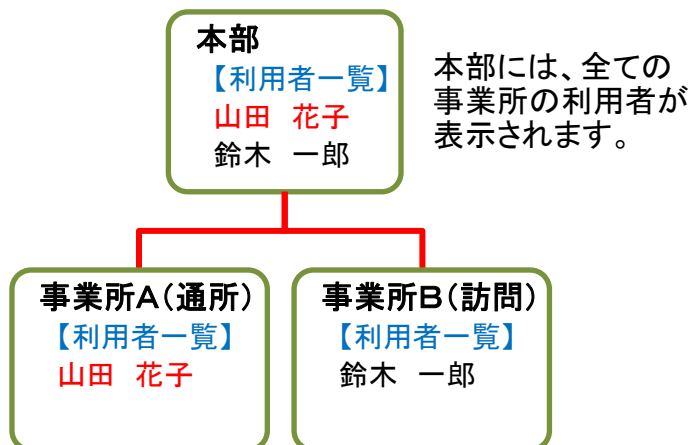 本部
【利用者一覧】
山田　花子
鈴木　一郎
本部には、全ての
事業所の利用者が
表示されます。
事業所A(通所)
【利用者一覧】
山田　花子
事業所B(訪問)
【利用者一覧】
鈴木　一郎